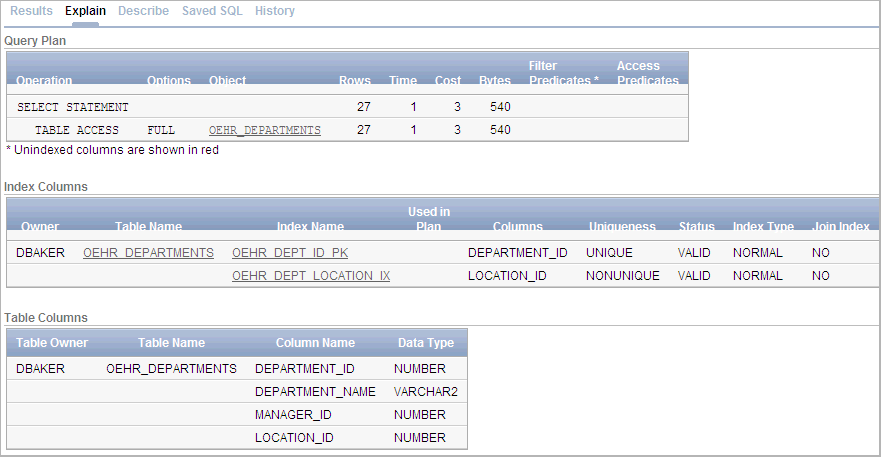 Results Explain Describe Saved SQL History
Query Plan
Filter Access
Operation Options Object Rows Time Cost Bytes Predicates * Predicates
SELECT STATEMENT 27 1 3 540
TABLE ACCESS FULL OEHR_DEPARTMENTS 27 1 3 540
* Unindexed columns are shown in red
Index Columns
Used in
Owner Table Name Index Name Plan Columns Uniqueness Status Index Type Join Index
DBAKER OEHR_DEPARTMENTS OEHR_DEPT_ID_PK DEPARTMENT_ID UNIQUE VALID NORMAL NO
OEHR_DEPT_LOCATION_IX LOCATION_ID NONUNIQUE VALID NORMAL NO
Table Columns
Table Owner Table Name Column Name Data Type
DBAKER OEHR_DEPARTMENTS DEPARTMENT_ID NUMBER
DEPARTMENT_NAME VARCHAR2
MANAGER_ID NUMBER
LOCATION_ID NUMBER